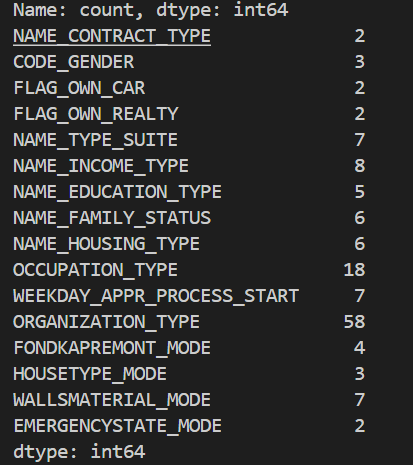 Name: count, dtype: int64
NAME_CONTRACT_TYPE 2
CODE_GENDER 3
FLAG_OWN_CAR 2
FLAG_OWN_REALTY 2
NAME_TYPE_SUITE 7
NAME_INCOME_TYPE 8
NAME_EDUCATION_TYPE 5
NAME_FAMILY_STATUS 6
NAME_HOUSING_TYPE 6
OCCUPATION_TYPE 18
WEEKDAY_APPR_PROCESS_START 7
ORGANIZATION_TYPE 58
FONDKAPREMONT_MODE 4
HOUSETYPE_MODE 3
WALLSMATERIAL_MODE 7
EMERGENCYSTATE_MODE 2
dtype: int64